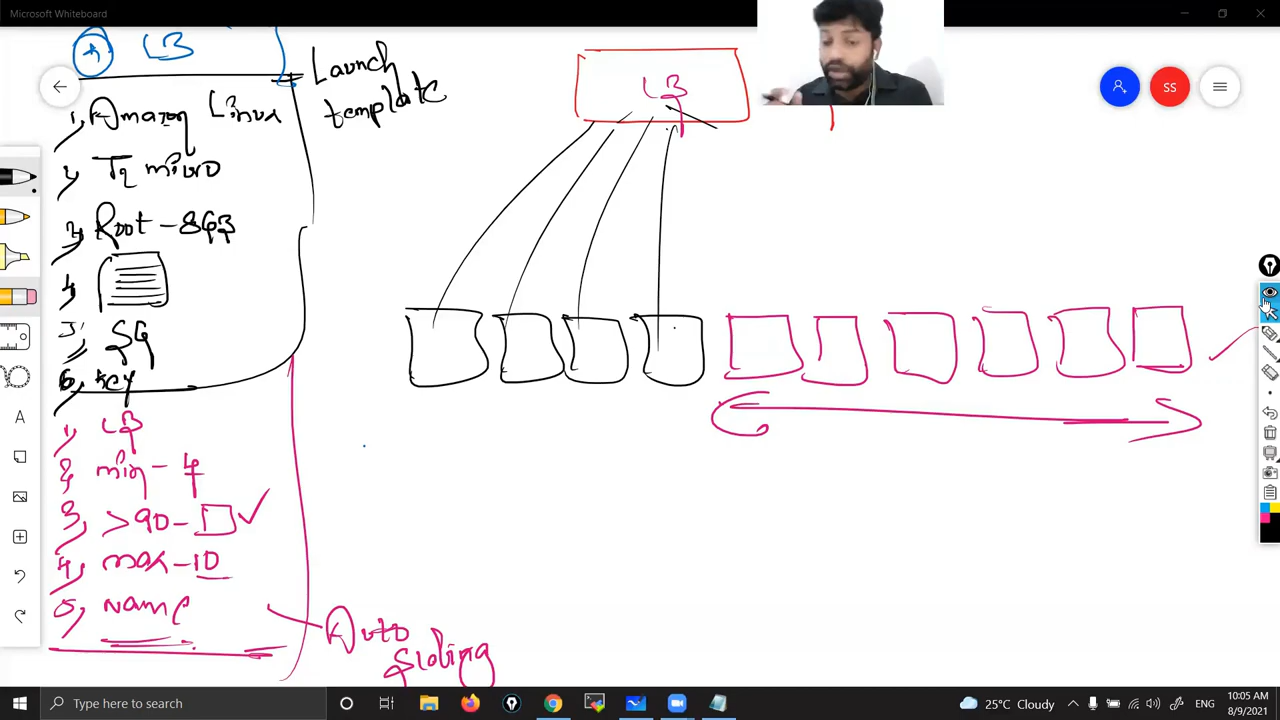 Microsoft Whiteboard
LB
Launch
template
1, Amazon Linux
2, T2 micro
3, Root - 8GB
4,
5, SG
6, key
1, LB
2, min - 4
3, >90 -
4, max - 10
5, Name
Auto
Scaling
LB
SS
A
Type here to search
25°C Cloudy
ENG
10:05 AM
8/9/2021